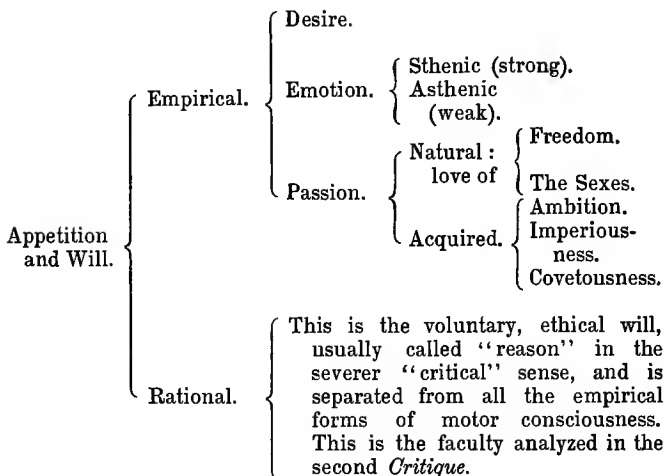 Desire.
Sthenic (strong).
Emotion.
Asthenic
(weak).
Empirical.
Natural :
love of
Freedom.
The Sexes.
Passion.
Acquired.
Ambition.
Imperious-
ness.
Covetousness.
Appetition
and Will.
Rational.
This is the voluntary, ethical will,
usually called “reason” in the
severer “critical” sense, and is
separated from all the empirical
forms of motor consciousness.
This is the faculty analyzed in the
second Critique.